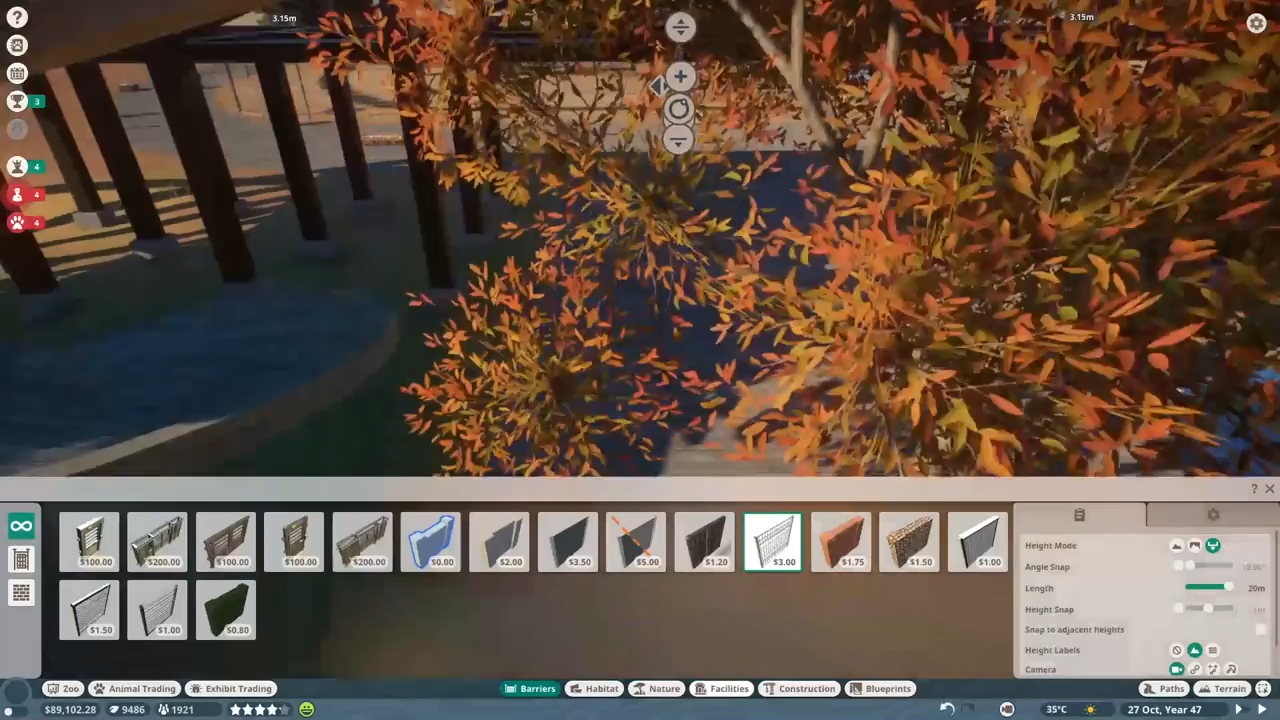 3.15m
3.15m
?
3
4
4
4
? ×
$100.00 $200.00 $100.00 $100.00 $200.00 $0.00 $2.00 $3.50 $5.00 $1.20 $3.00 $1.75 $1.50 $1.00
$1.50 $1.00 $0.80
Height Mode
Angle Snap
Length 20m
Height Snap 1m
Snap to adjacent heights
Height Labels
Camera
Zoo Animal Trading Exhibit Trading Barriers Habitat Nature Facilities Construction Blueprints Paths Terrain
$89,102.28 9486 1921 35°C 27 Oct, Year 47